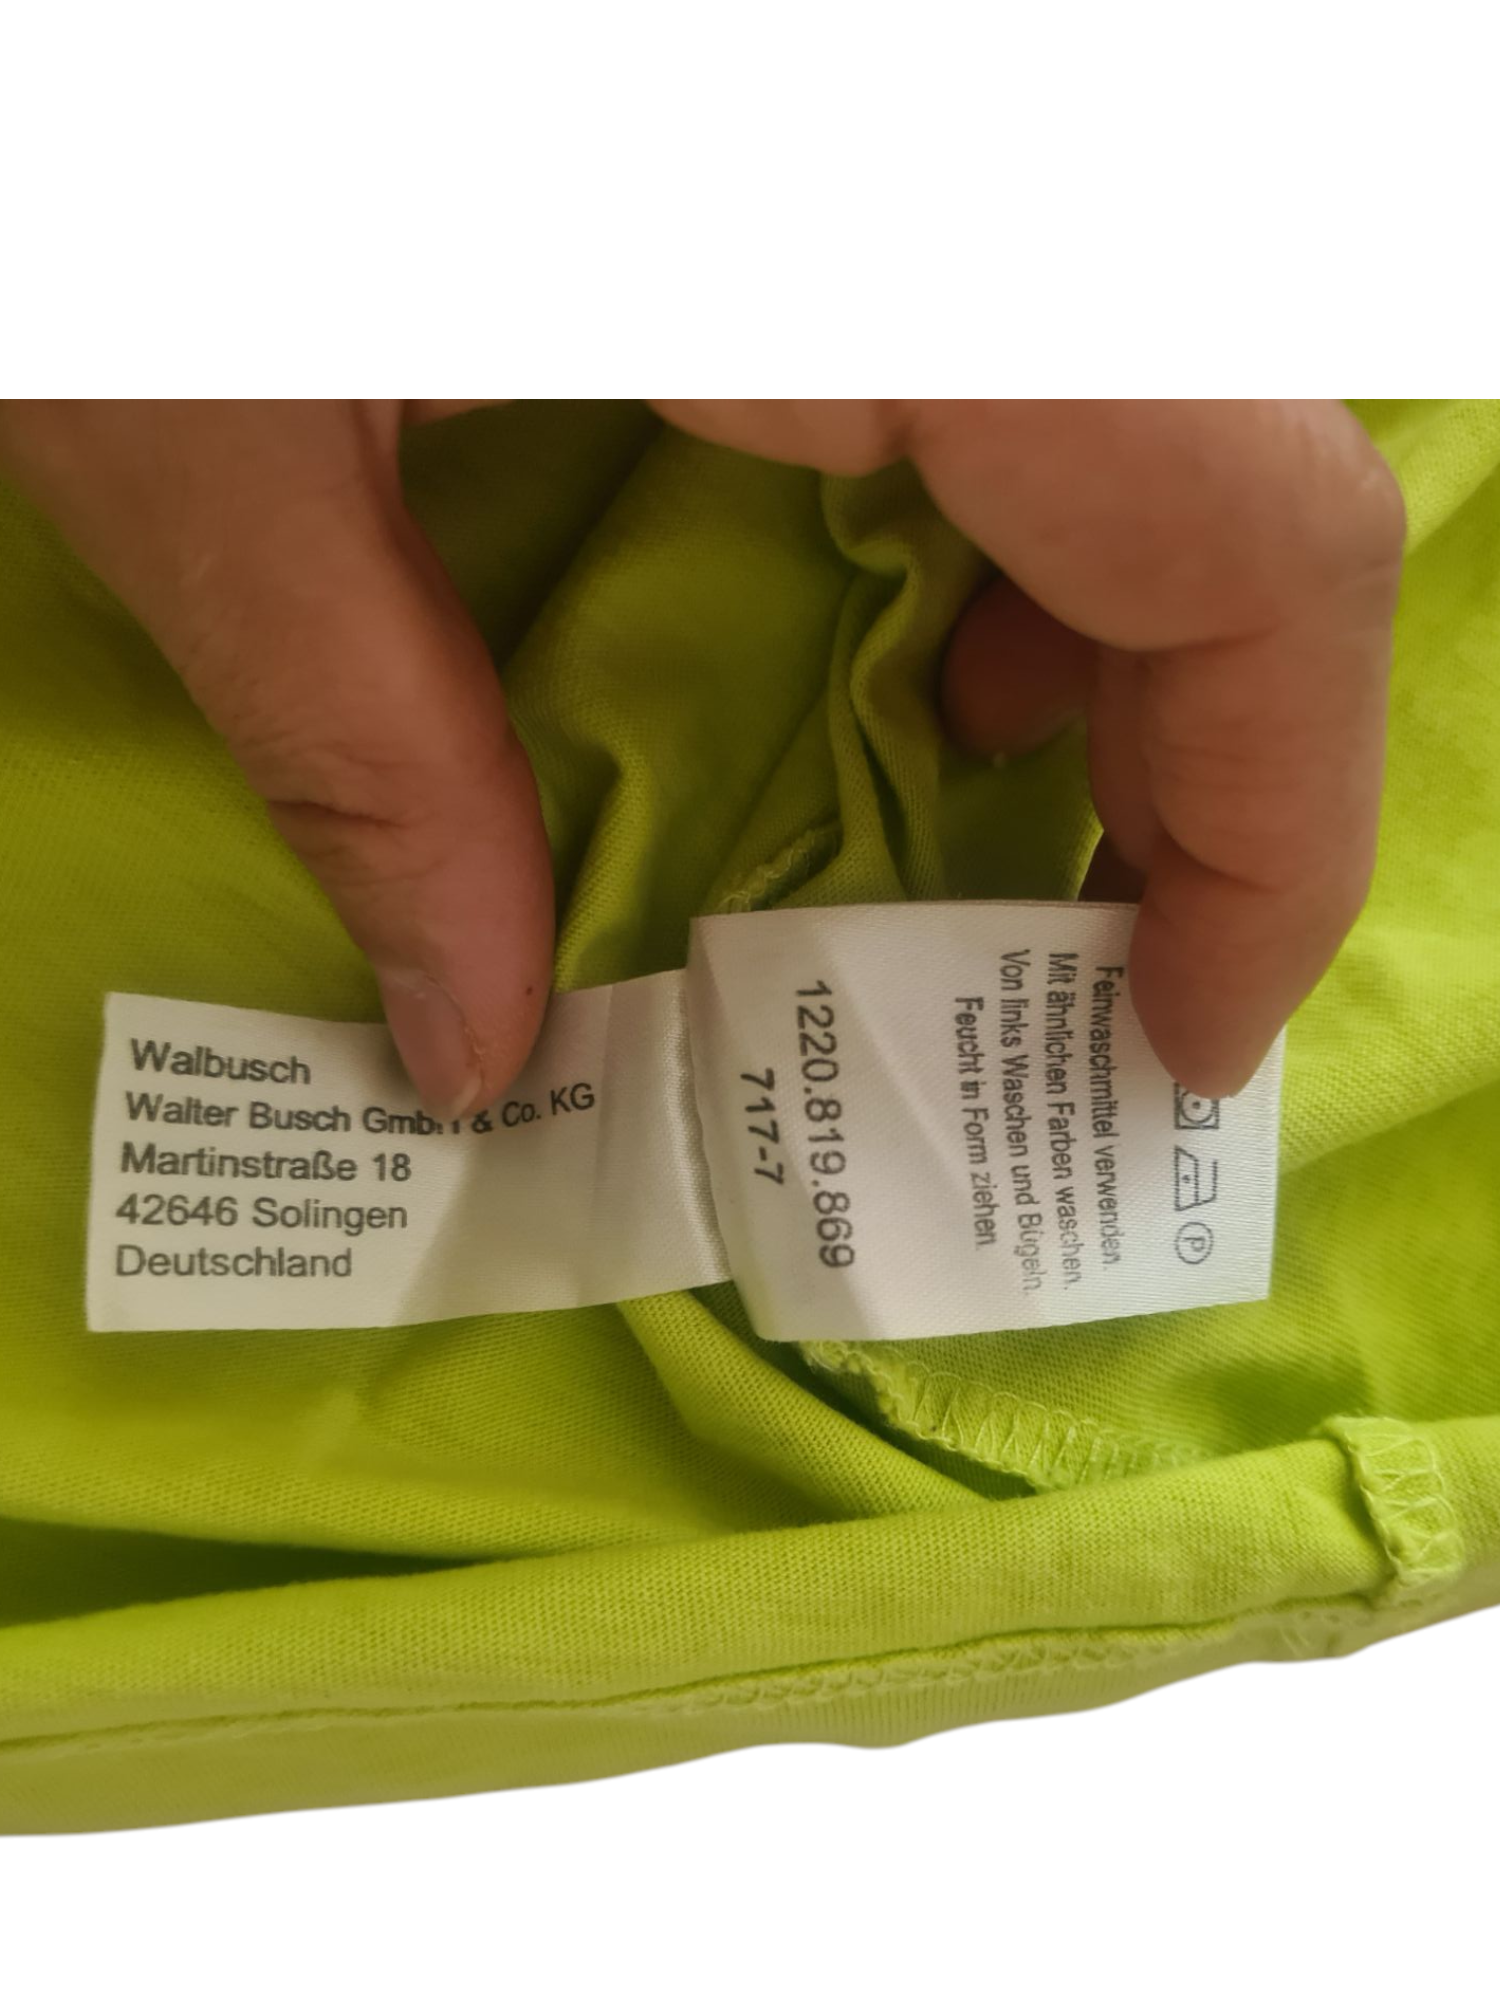 Walbusch
Walter Busch GmbH & Co. KG
Martinstraße 18
42646 Solingen
Deutschland
P
Feinwaschmittel verwenden.
Mit ähnlichen Farben waschen.
Von links Waschen und Bügeln.
Feucht in Form ziehen.
1220.819.869
717-7